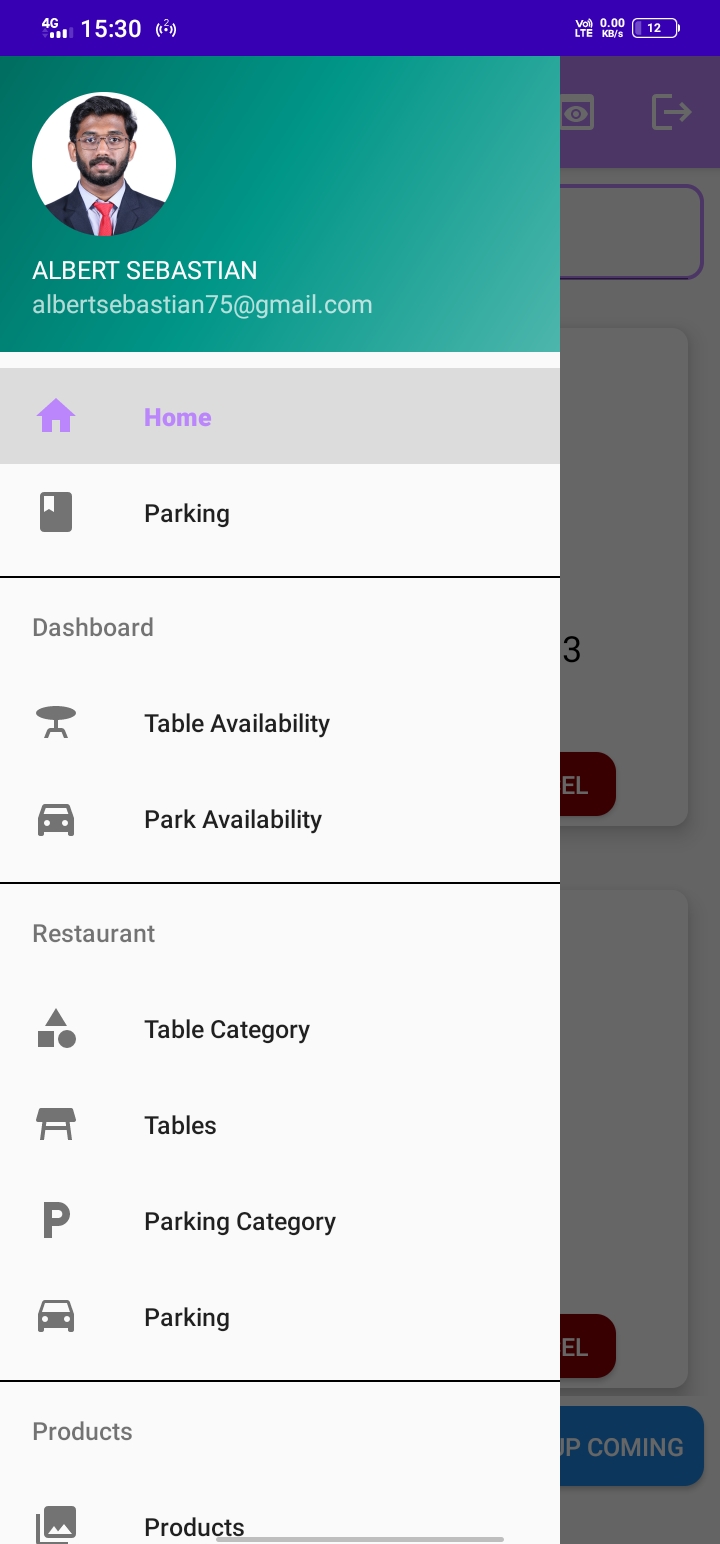 4G 15:30 2 Vo) LTE 0.00 KB/s 12
ALBERT SEBASTIAN
albertsebastian75@gmail.com
Home
Parking
Dashboard
3
Table Availability
EL
Park Availability
Restaurant
Table Category
Tables
Parking Category
Parking
EL
Products
UP COMING
Products